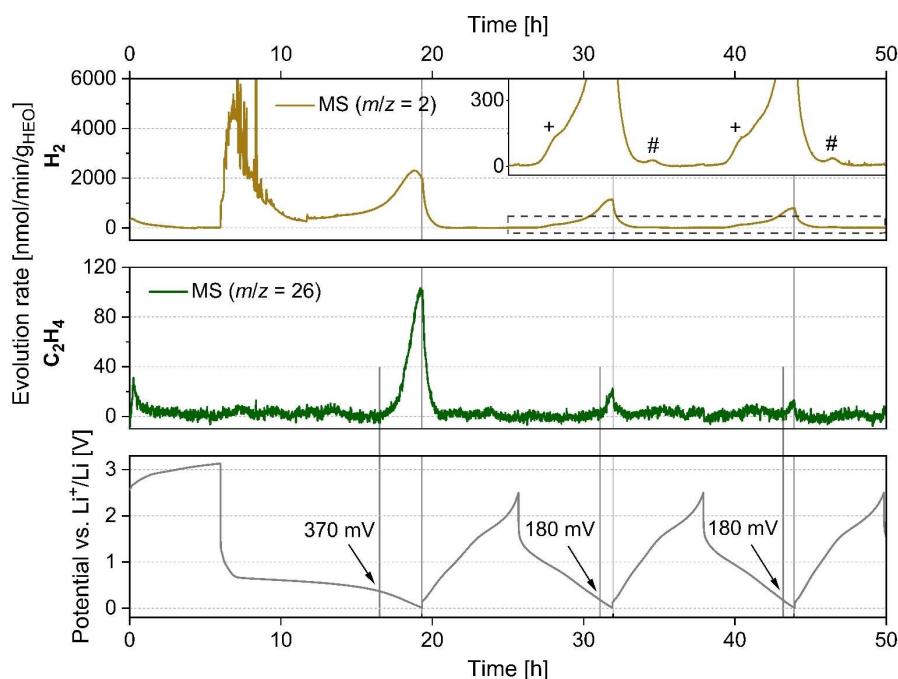 Time [h]
0 10 20 30 40 50
Evolution rate [nmol/min/g_HEO]
H₂
6000
4000
2000
0
MS (m/z = 2)
300
0
+ # + #
C₂H₄
120
80
40
0
MS (m/z = 26)
Potential vs. Li⁺/Li [V]
3
2
1
0
370 mV
180 mV
180 mV
0 10 20 30 40 50
Time [h]